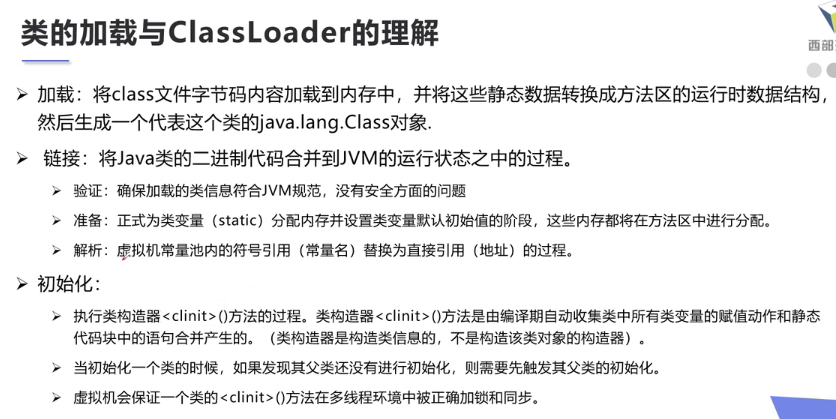 类的加载与ClassLoader的理解
西部
加载：将class文件字节码内容加载到内存中，并将这些静态数据转换成方法区的运行时数据结构，
然后生成一个代表这个类的java.lang.Class对象.
链接：将Java类的二进制代码合并到JVM的运行状态之中的过程。
验证：确保加载的类信息符合JVM规范，没有安全方面的问题
准备：正式为类变量（static）分配内存并设置类变量默认初始值的阶段，这些内存都将在方法区中进行分配。
解析：虚拟机常量池内的符号引用（常量名）替换为直接引用（地址）的过程。
初始化：
执行类构造器<clinit>()方法的过程。类构造器<clinit>()方法是由编译期自动收集类中所有类变量的赋值动作和静态
代码块中的语句合并产生的。（类构造器是构造类信息的，不是构造该类对象的构造器）。
当初始化一个类的时候，如果发现其父类还没有进行初始化，则需要先触发其父类的初始化。
虚拟机会保证一个类的<clinit>()方法在多线程环境中被正确加锁和同步。